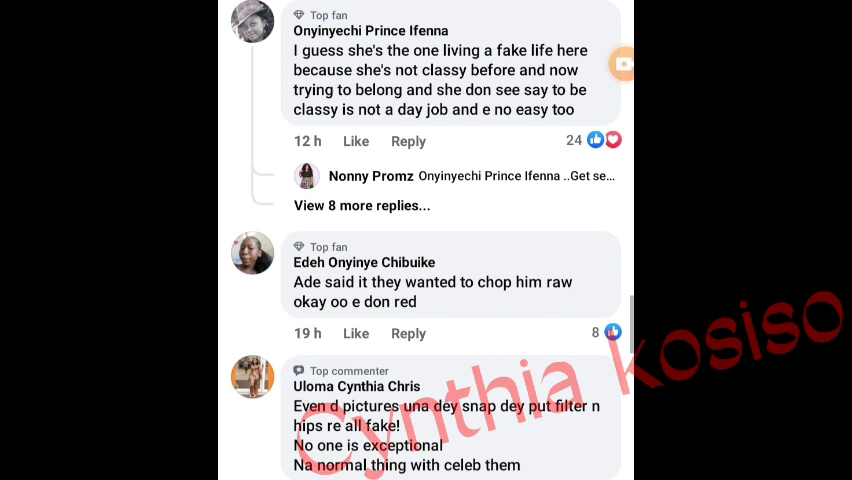 Top fan
Onyinyechi Prince Ifenna
I guess she's the one living a fake life here
because she's not classy before and now
trying to belong and she don see say to be
classy is not a day job and e no easy too
12 h Like Reply 24
Nonny Promz Onyinyechi Prince Ifenna ..Get se...
View 8 more replies...
Top fan
Edeh Onyinye Chibuike
Ade said it they wanted to chop him raw
okay oo e don red
19 h Like Reply 8
Top commenter
Uloma Cynthia Chris
Even d pictures una dey snap dey put filter n
hips re all fake!
No one is exceptional
Na normal thing with celeb them
Cynthia kosiso